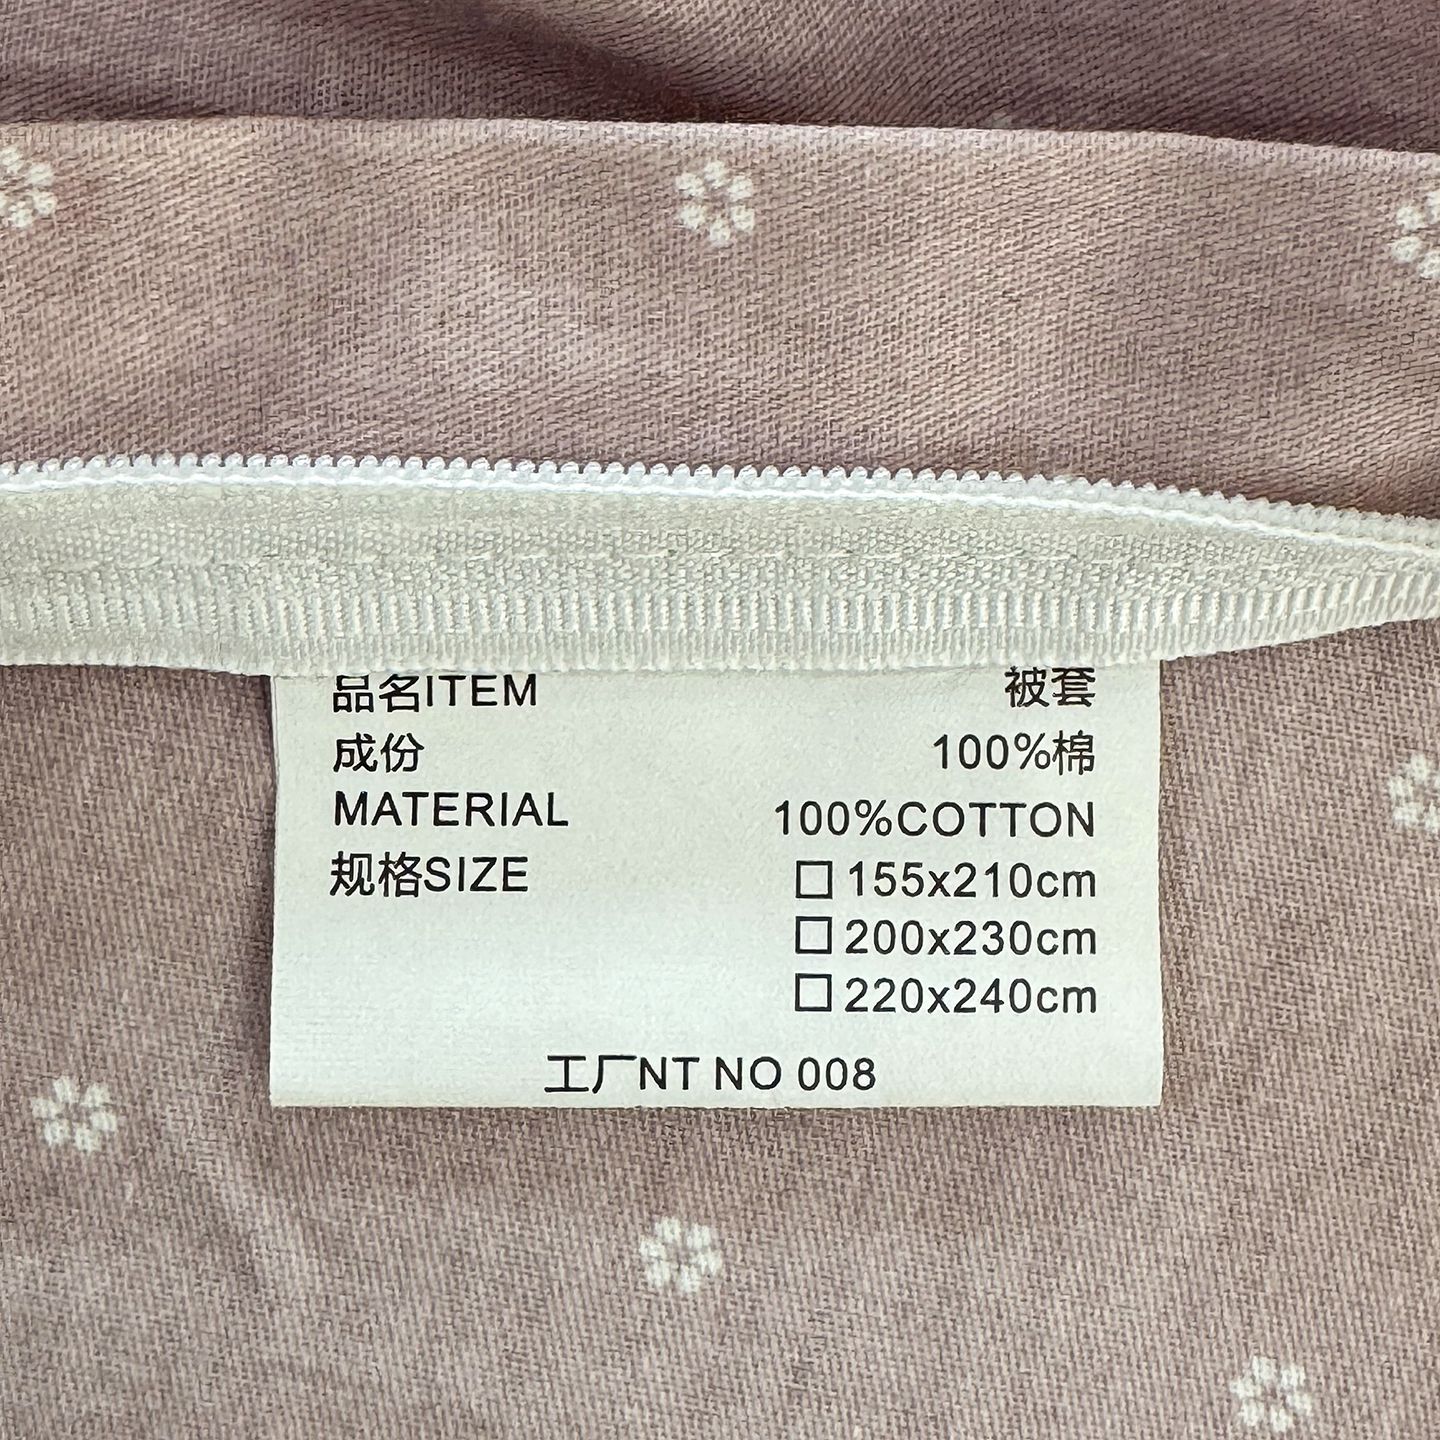 品名ITEM 被套
成份 100%棉
MATERIAL 100%COTTON
规格SIZE □155x210cm
□200x230cm
□220x240cm
工厂NT NO 008